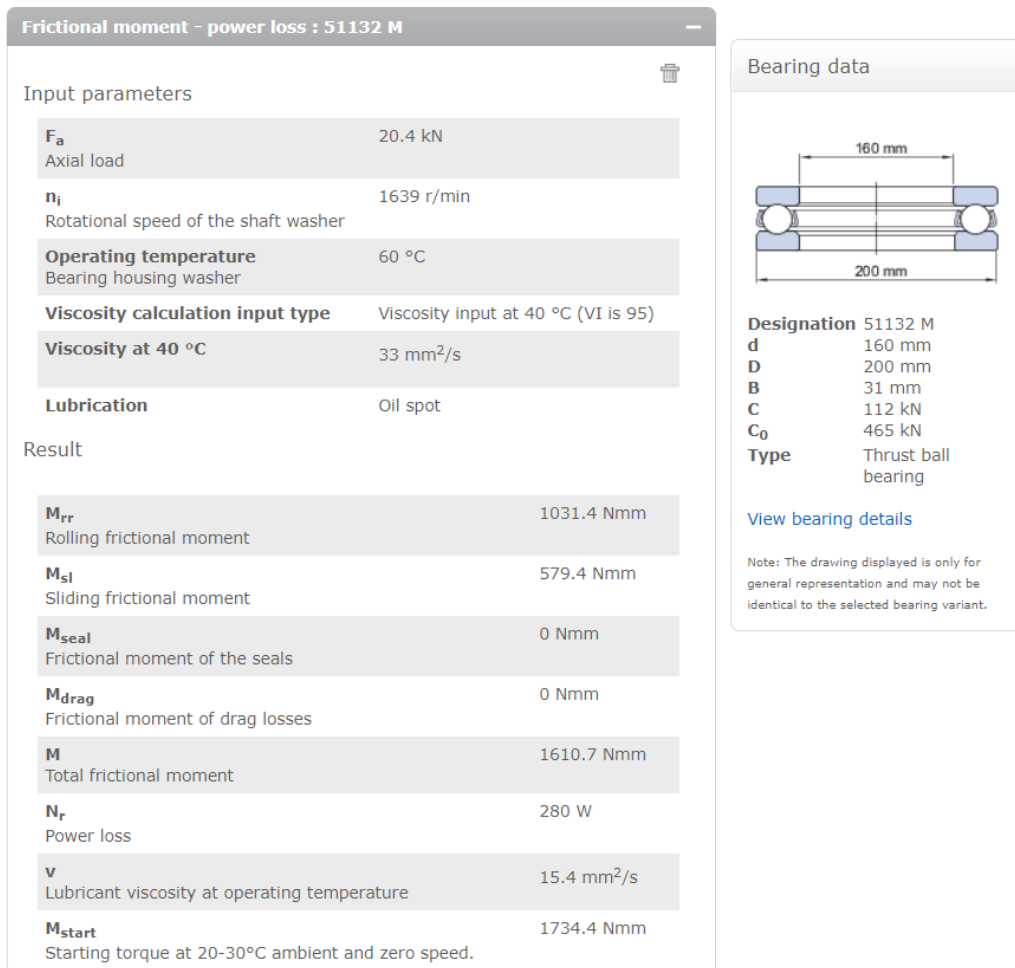 Frictional moment - power loss : 51132 M
Input parameters
Fa 20.4 kN
Axial load
ni 1639 r/min
Rotational speed of the shaft washer
Operating temperature 60 °C
Bearing housing washer
Viscosity calculation input type Viscosity input at 40 °C (VI is 95)
Viscosity at 40 °C 33 mm²/s
Lubrication Oil spot
Result
Mrr 1031.4 Nmm
Rolling frictional moment
Msl 579.4 Nmm
Sliding frictional moment
Mseal 0 Nmm
Frictional moment of the seals
Mdrag 0 Nmm
Frictional moment of drag losses
M 1610.7 Nmm
Total frictional moment
Nr 280 W
Power loss
v 15.4 mm²/s
Lubricant viscosity at operating temperature
Mstart 1734.4 Nmm
Starting torque at 20-30°C ambient and zero speed.
Bearing data
160 mm
200 mm
Designation 51132 M
d 160 mm
D 200 mm
B 31 mm
C 112 kN
C0 465 kN
Type Thrust ball
bearing
View bearing details
Note: The drawing displayed is only for
general representation and may not be
identical to the selected bearing variant.